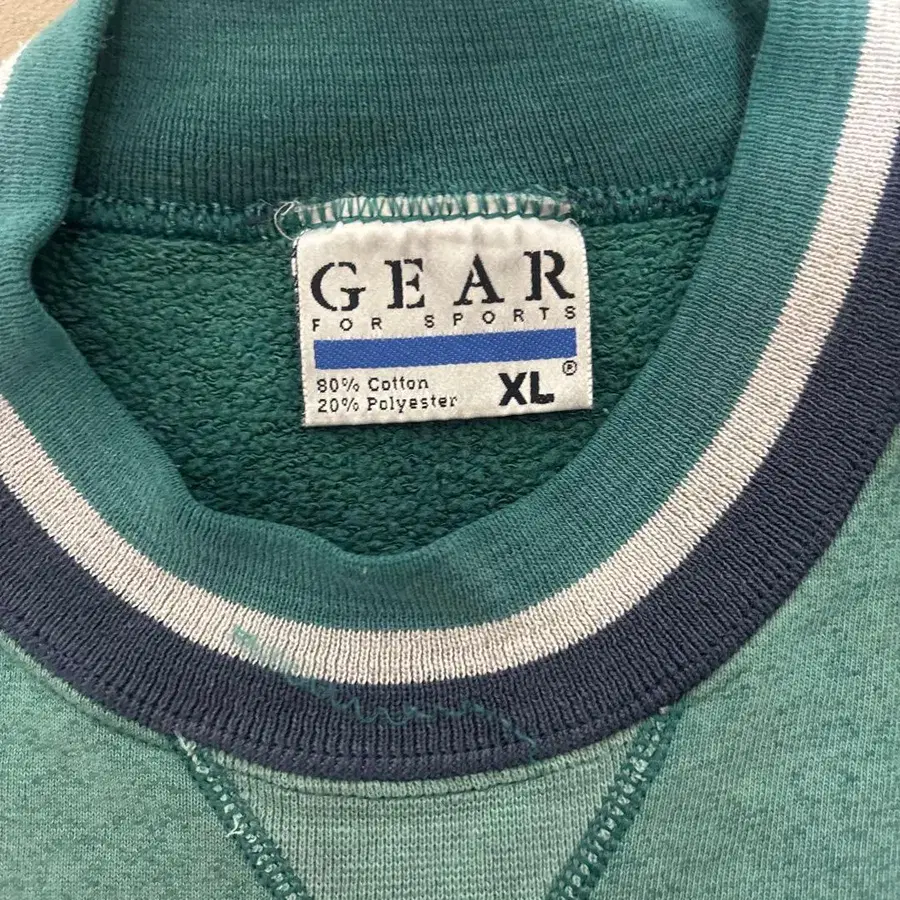 GEAR
FOR SPORTS
®
80% Cotton
20% Polyester
XL